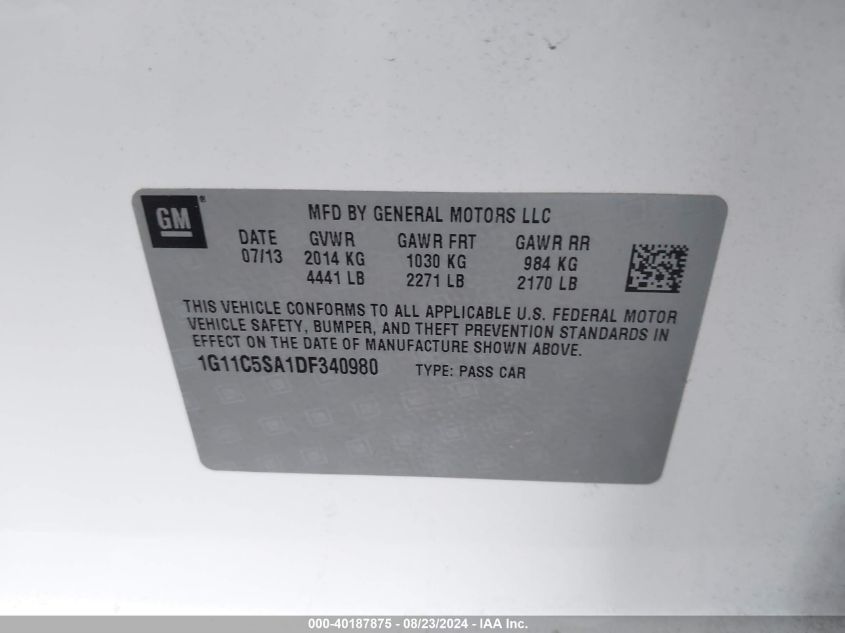 GM®
MFD BY GENERAL MOTORS LLC
DATE GVWR GAWR FRT GAWR RR
07/13 2014 KG 1030 KG 984 KG
4441 LB 2271 LB 2170 LB
THIS VEHICLE CONFORMS TO ALL APPLICABLE U.S. FEDERAL MOTOR
VEHICLE SAFETY, BUMPER, AND THEFT PREVENTION STANDARDS IN
EFFECT ON THE DATE OF MANUFACTURE SHOWN ABOVE.
1G11C5SA1DF340980 TYPE: PASS CAR
000-40187875 - 08/23/2024 - IAA Inc.